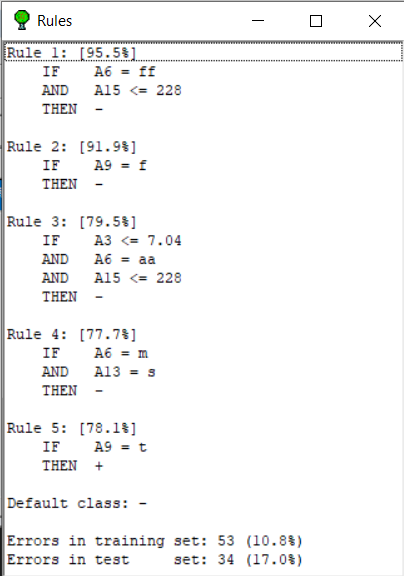 Rules
Rule 1: [95.5%]
IF A6 = ff
AND A15 <= 228
THEN -
Rule 2: [91.9%]
IF A9 = f
THEN -
Rule 3: [79.5%]
IF A3 <= 7.04
AND A6 = aa
AND A15 <= 228
THEN -
Rule 4: [77.7%]
IF A6 = m
AND A13 = s
THEN -
Rule 5: [78.1%]
IF A9 = t
THEN +
Default class: -
Errors in training set: 53 (10.8%)
Errors in test set: 34 (17.0%)